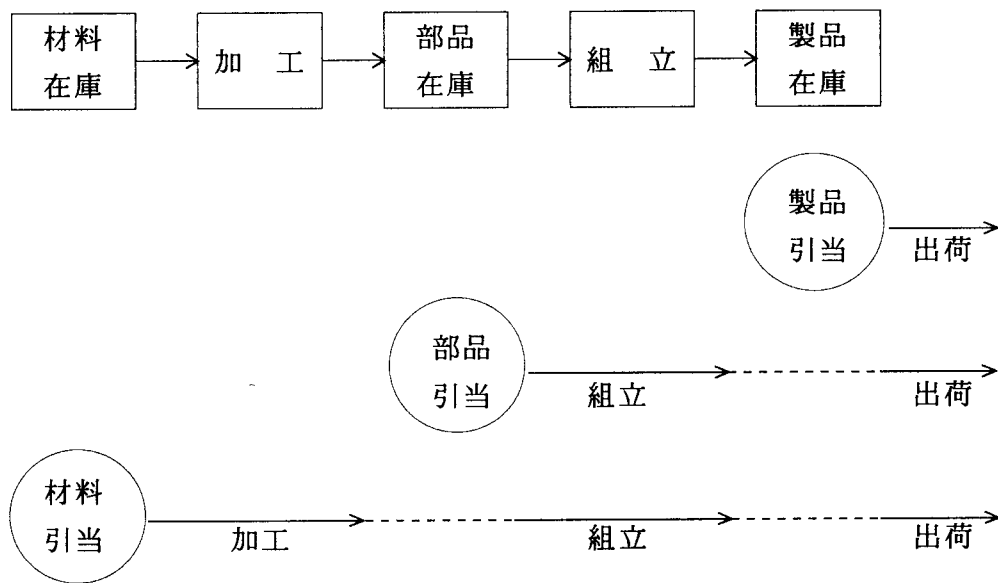 材料
在庫
加 工
部品
在庫
組 立
製品
在庫
製品
引当
出荷
部品
引当
組立
出荷
材料
引当
加工
組立
出荷